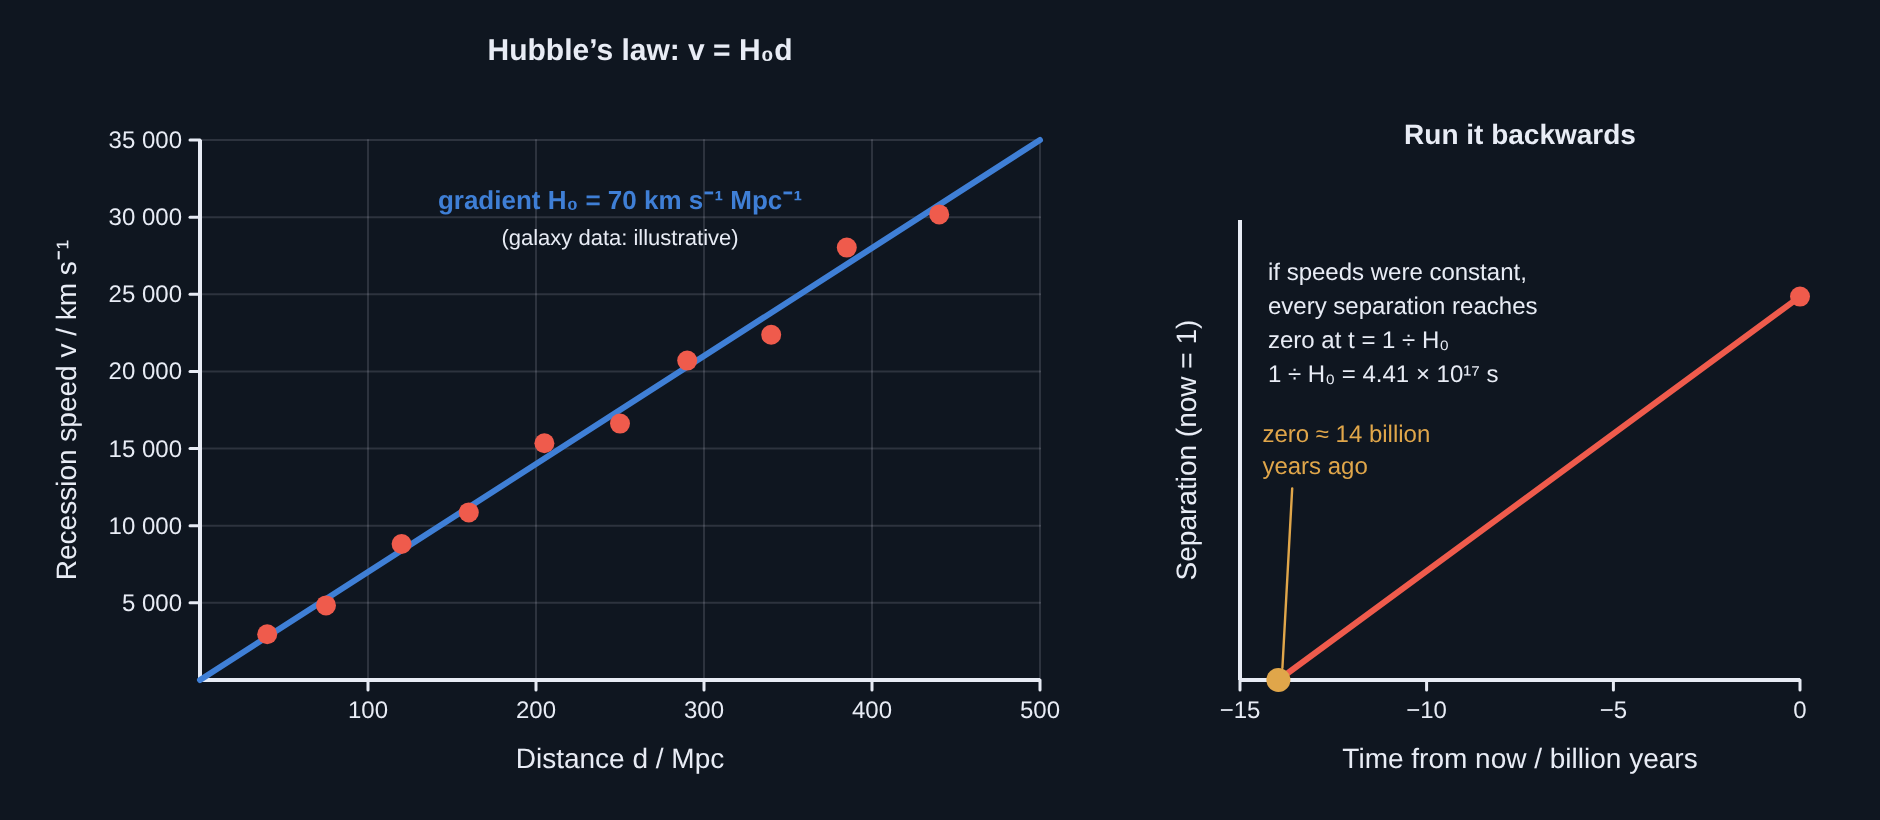 Hubble’s law: v = H₀d
35 000
30 000
25 000
20 000
15 000
10 000
5 000
Recession speed v / km s⁻¹
gradient H₀ = 70 km s⁻¹ Mpc⁻¹
(galaxy data: illustrative)
100
200
300
400
500
Distance d / Mpc
Run it backwards
Separation (now = 1)
if speeds were constant,
every separation reaches
zero at t = 1 ÷ H₀
1 ÷ H₀ = 4.41 × 10¹⁷ s
zero ≈ 14 billion
years ago
−15
−10
−5
0
Time from now / billion years